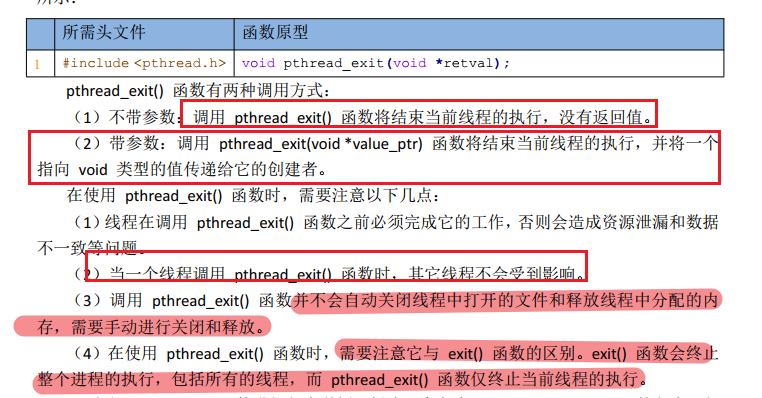 所需头文件 函数原型
1 #include <pthread.h> void pthread_exit(void *retval);
pthread_exit() 函数有两种调用方式:
(1)不带参数: 调用 pthread_exit() 函数将结束当前线程的执行,没有返回值。
(2)带参数:调用 pthread_exit(void *value_ptr) 函数将结束当前线程的执行,并将一个
指向 void 类型的值传递给它的创建者。
在使用 pthread_exit() 函数时,需要注意以下几点:
(1)线程在调用 pthread_exit() 函数之前必须完成它的工作,否则会造成资源泄漏和数据
不一致等问题。
(2)当一个线程调用 pthread_exit() 函数时,其它线程不会受到影响。
(3)调用 pthread_exit() 函数并不会自动关闭线程中打开的文件和释放线程中分配的内
存,需要手动进行关闭和释放。
(4)在使用 pthread_exit() 函数时,需要注意它与 exit() 函数的区别。exit() 函数会终止
整个进程的执行,包括所有的线程,而 pthread_exit() 函数仅终止当前线程的执行。